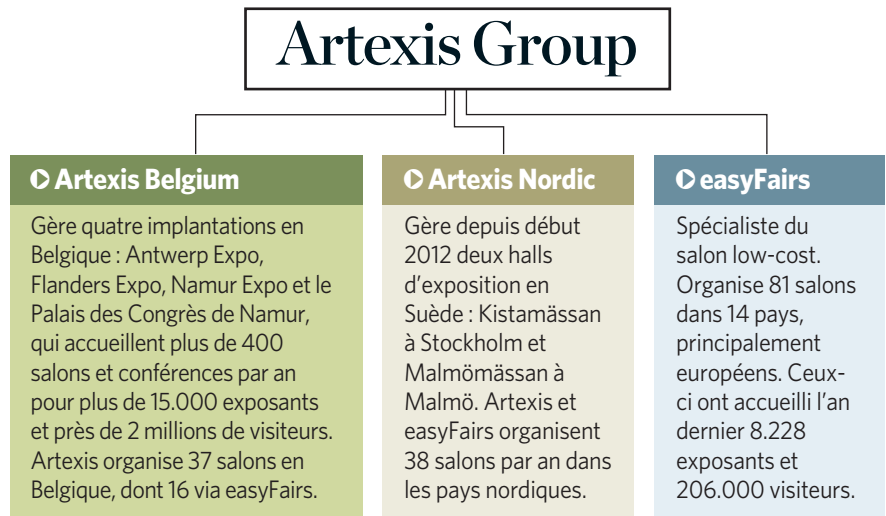 Artexis Group
Artexis Belgium
Gère quatre implantations en
Belgique : Antwerp Expo,
Flanders Expo, Namur Expo et le
Palais des Congrès de Namur,
qui accueillent plus de 400
salons et conférences par an
pour plus de 15.000 exposants
et près de 2 millions de visiteurs.
Artexis organise 37 salons en
Belgique, dont 16 via easyFairs.
Artexis Nordic
Gère depuis début
2012 deux halls
d’exposition en
Suède : Kistamässan
à Stockholm et
Malmömässan à
Malmö. Artexis et
easyFairs organisent
38 salons par an dans
les pays nordiques.
easyFairs
Spécialiste du
salon low-cost.
Organise 81 salons
dans 14 pays,
principalement
européens. Ceux-
ci ont accueilli l’an
dernier 8.228
exposants et
206.000 visiteurs.